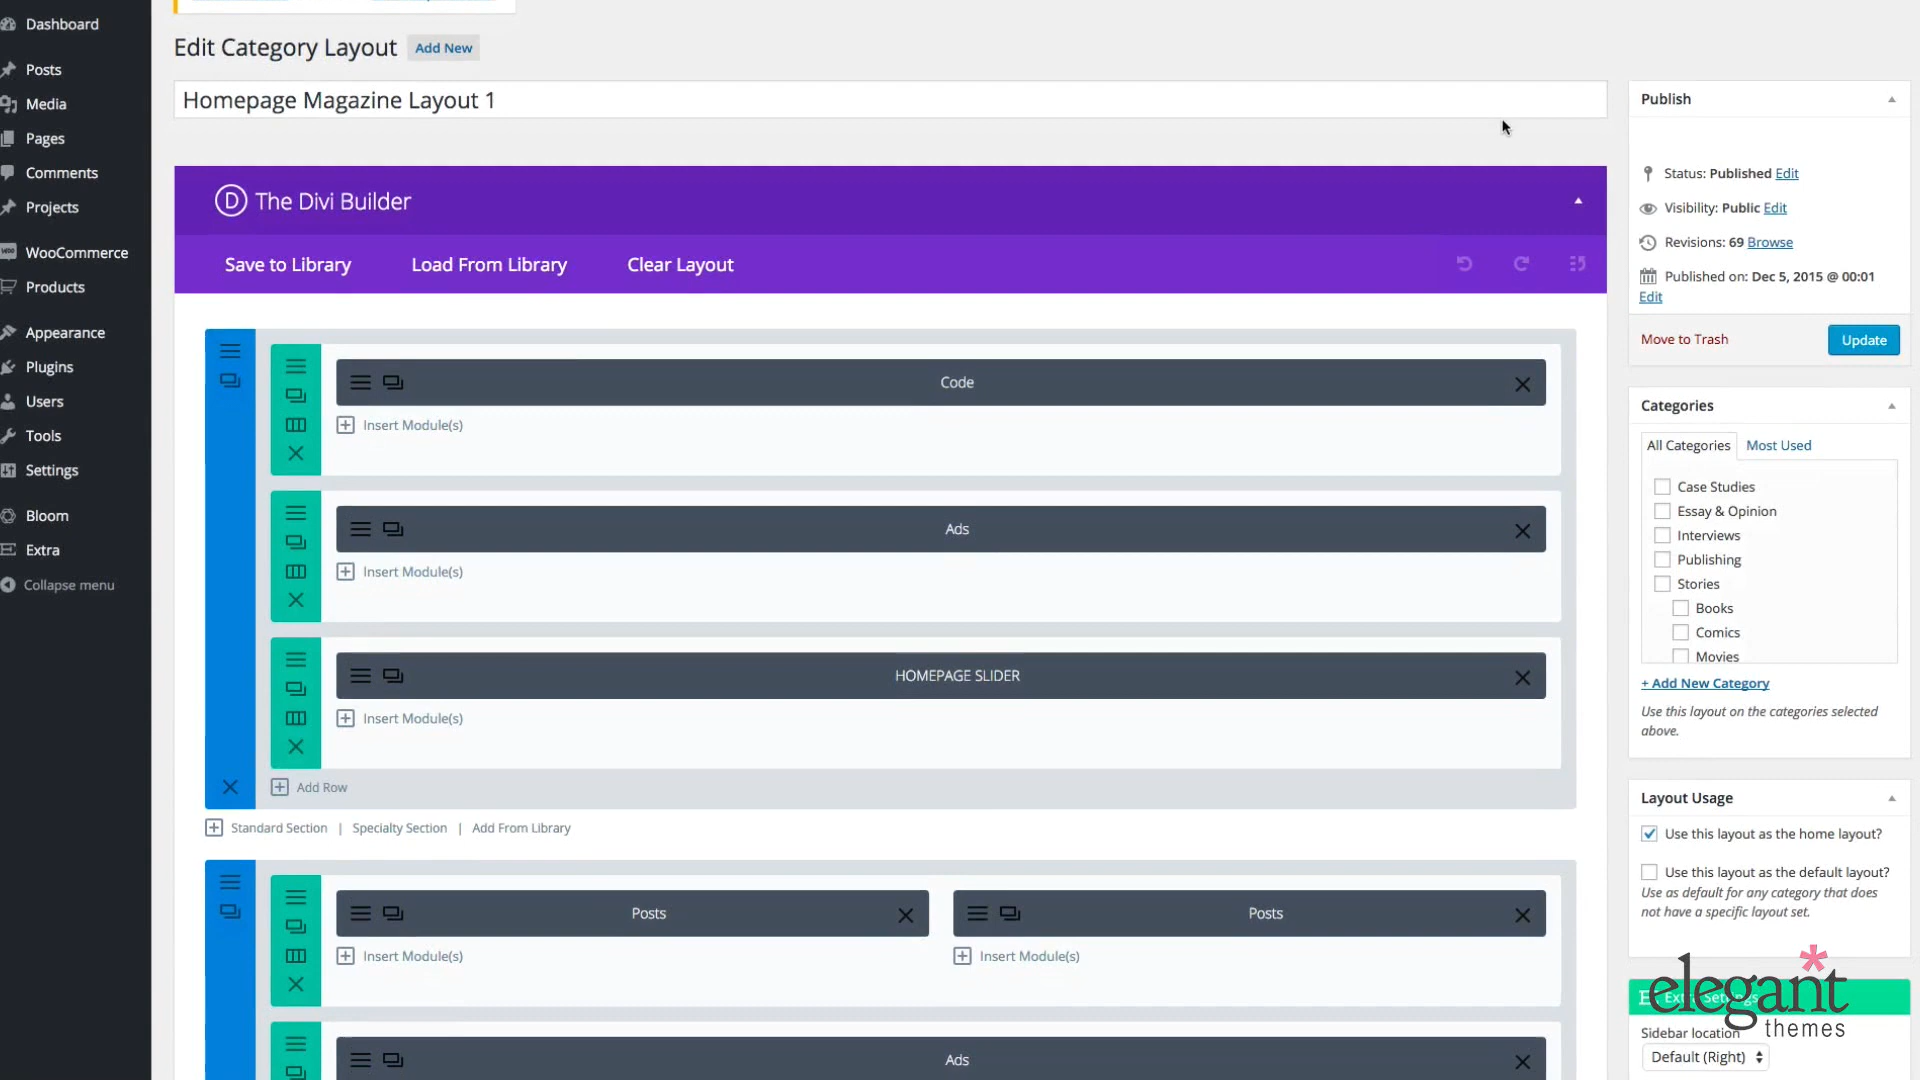 Dashboard
Posts
Media
Pages
Comments
Projects
WooCommerce
Products
Appearance
Plugins
Users
Tools
Settings
Bloom
Extra
Collapse menu
Edit Category Layout Add New
Homepage Magazine Layout 1
D The Divi Builder
Save to Library Load From Library Clear Layout
Code
Insert Module(s)
Ads
Insert Module(s)
HOMEPAGE SLIDER
Insert Module(s)
Add Row
Standard Section | Specialty Section | Add From Library
Posts Posts
Insert Module(s) Insert Module(s)
Ads
Publish
Status: Published Edit
Visibility: Public Edit
Revisions: 69 Browse
Published on: Dec 5, 2015 @ 00:01
Edit
Move to Trash Update
Categories
All Categories Most Used
Case Studies
Essay & Opinion
Interviews
Publishing
Stories
Books
Comics
Movies
+ Add New Category
Use this layout on the categories selected
above.
Layout Usage
Use this layout as the home layout?
Use this layout as the default layout?
Use as default for any category that does
not have a specific layout set.
Extra Settings
elegant
themes
Sidebar location
Default (Right)